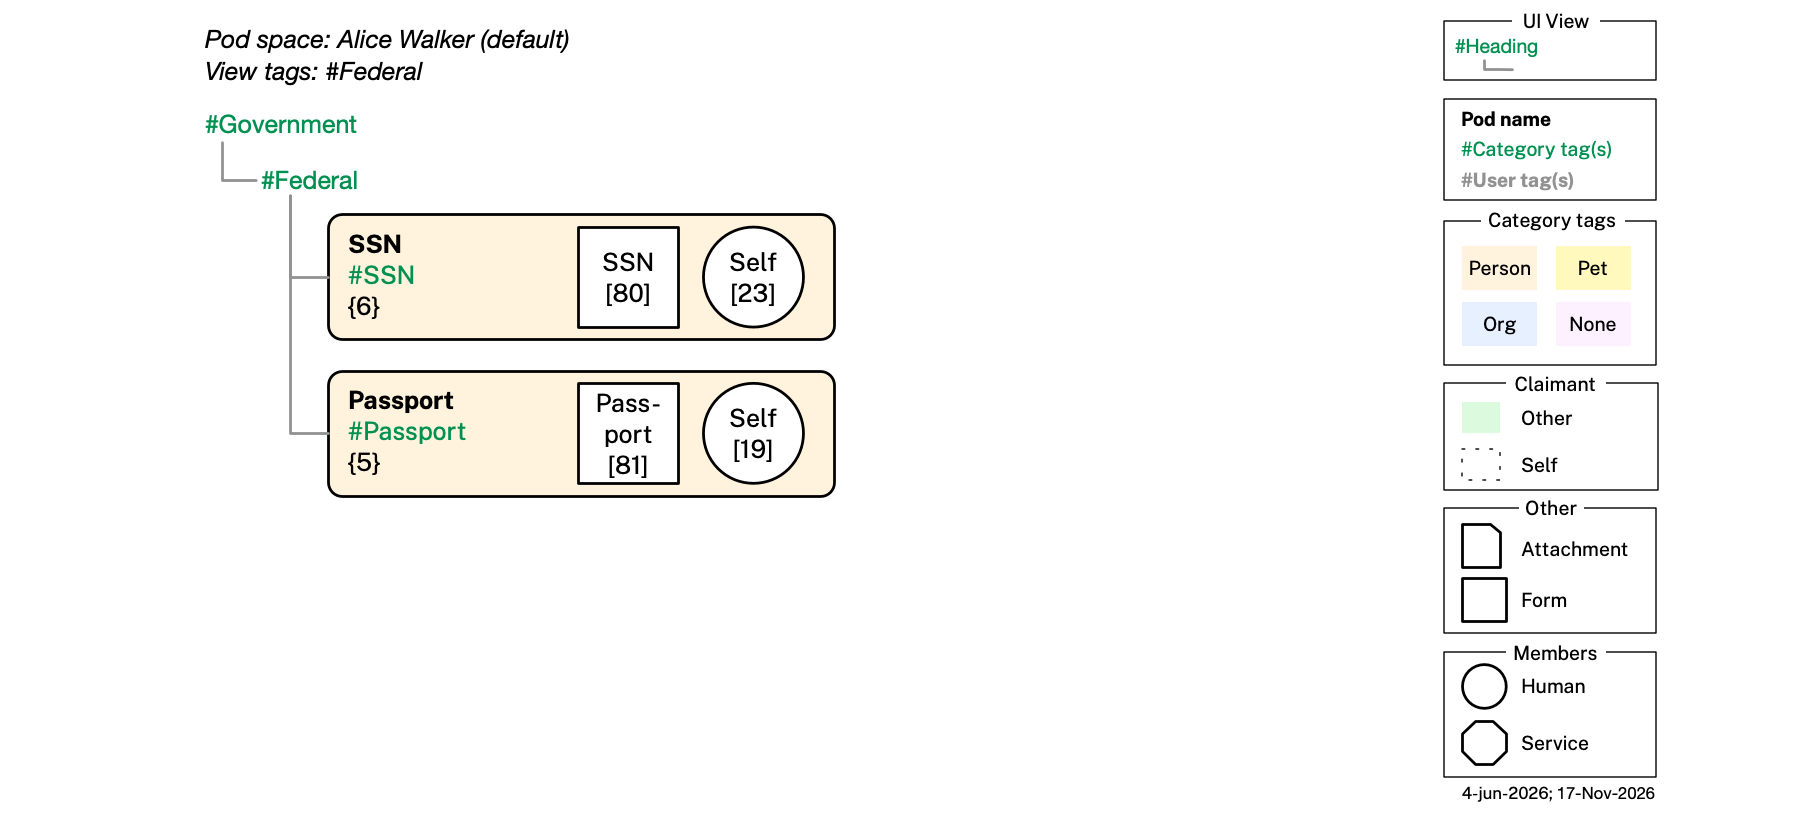 Pod space: Alice Walker (default)
View tags: #Federal
#Government
#Federal
SSN
#SSN
{6}
SSN
[80]
Self
[23]
Passport
#Passport
{5}
Pass-
port
[81]
Self
[19]
UI View
#Heading
Pod name
#Category tag(s)
#User tag(s)
Category tags
Person
Pet
Org
None
Claimant
Other
Self
Other
Attachment
Form
Members
Human
Service
4-jun-2026; 17-Nov-2026